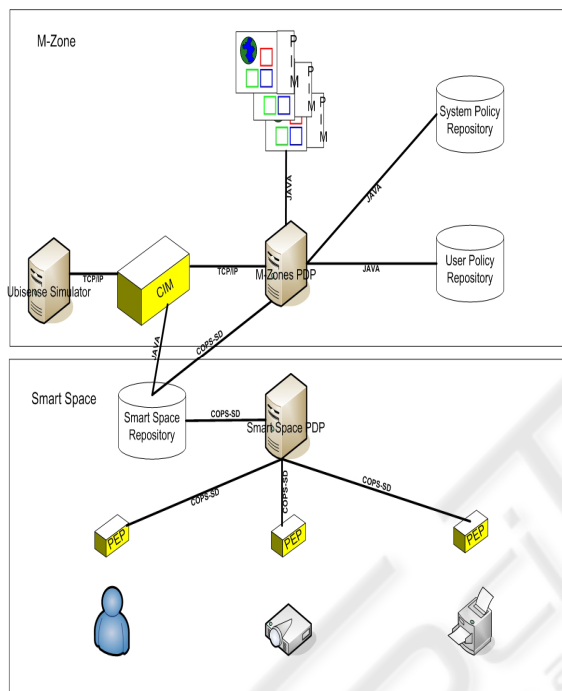 M-Zone
P
I
M
P
I
M
P
I
M
System Policy
Repository
JAVA
JAVA
User Policy
Repository
TCP/IP
TCP/IP
JAVA
M-Zones PDP
CIM
Ubisense Simulator
JAVA
COPS-SD
Smart Space
Smart Space
Repository
COPS-SD
Smart Space PDP
COPS-SD
COPS-SD
COPS-SD
PEP
PEP
PEP